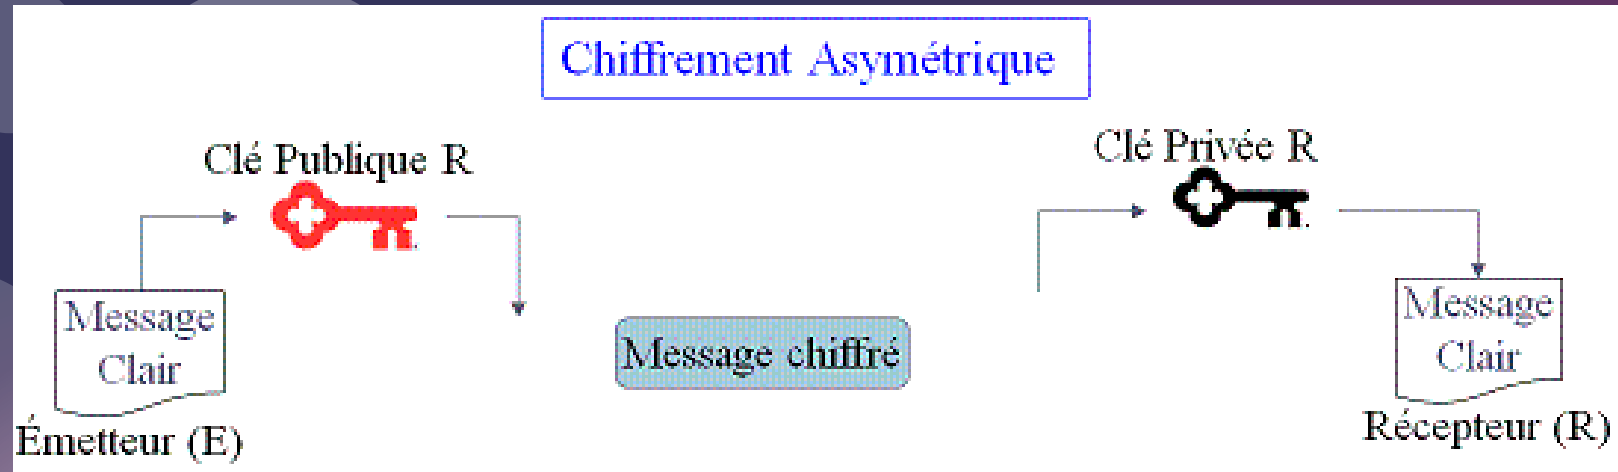 Chiffrement Asymétrique
Clé Publique R
Clé Privée R
Message
Clair
Message chiffré
Message
Clair
Émetteur (E)
Récepteur (R)